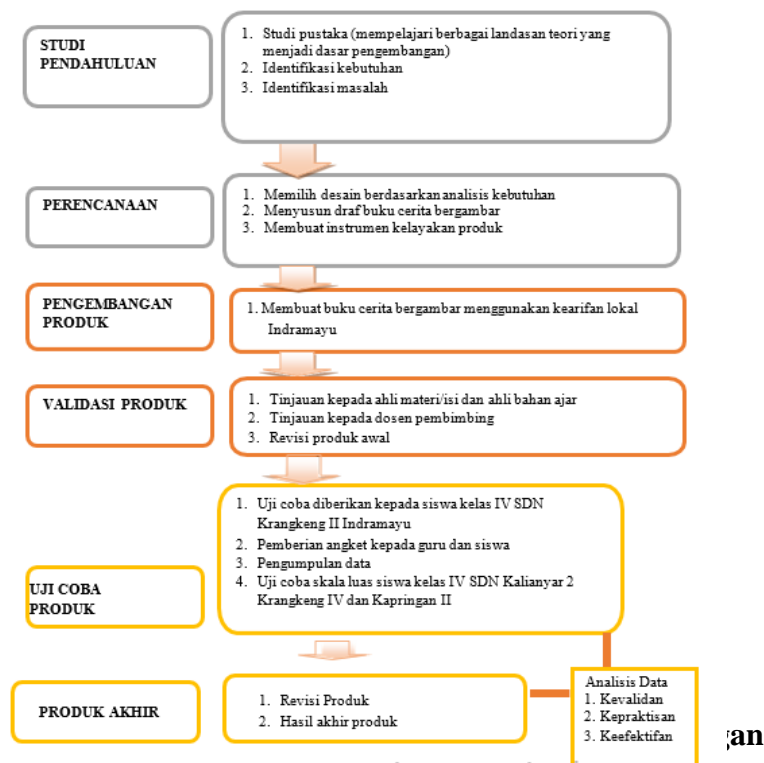 STUDI
PENDAHULUAN
1. Studi pustaka (mempelajari berbagai landasan teori yang
menjadi dasar pengembangan)
2. Identifikasi kebutuhan
3. Identifikasi masalah
PERENCANAAN
1. Memilih desain berdasarkan analisis kebutuhan
2. Menyusun draf buku cerita bergambar
3. Membuat instrumen kelayakan produk
PENGEMBANGAN
PRODUK
1. Membuat buku cerita bergambar menggunakan kearifan lokal
Indramayu
VALIDASI PRODUK
1. Tinjauan kepada ahli materi/isi dan ahli bahan ajar
2. Tinjauan kepada dosen pembimbing
3. Revisi produk awal
UJI COBA
PRODUK
1. Uji coba diberikan kepada siswa kelas IV SDN
Krangkeng II Indramayu
2. Pemberian angket kepada guru dan siswa
3. Pengumpulan data
4. Uji coba skala luas siswa kelas IV SDN Kalianyar 2
Krangkeng IV dan Kapringan II
PRODUK AKHIR
1. Revisi Produk
2. Hasil akhir produk
Analisis Data
1. Kevalidan
2. Kepraktisan
3. Keefektifan
gan